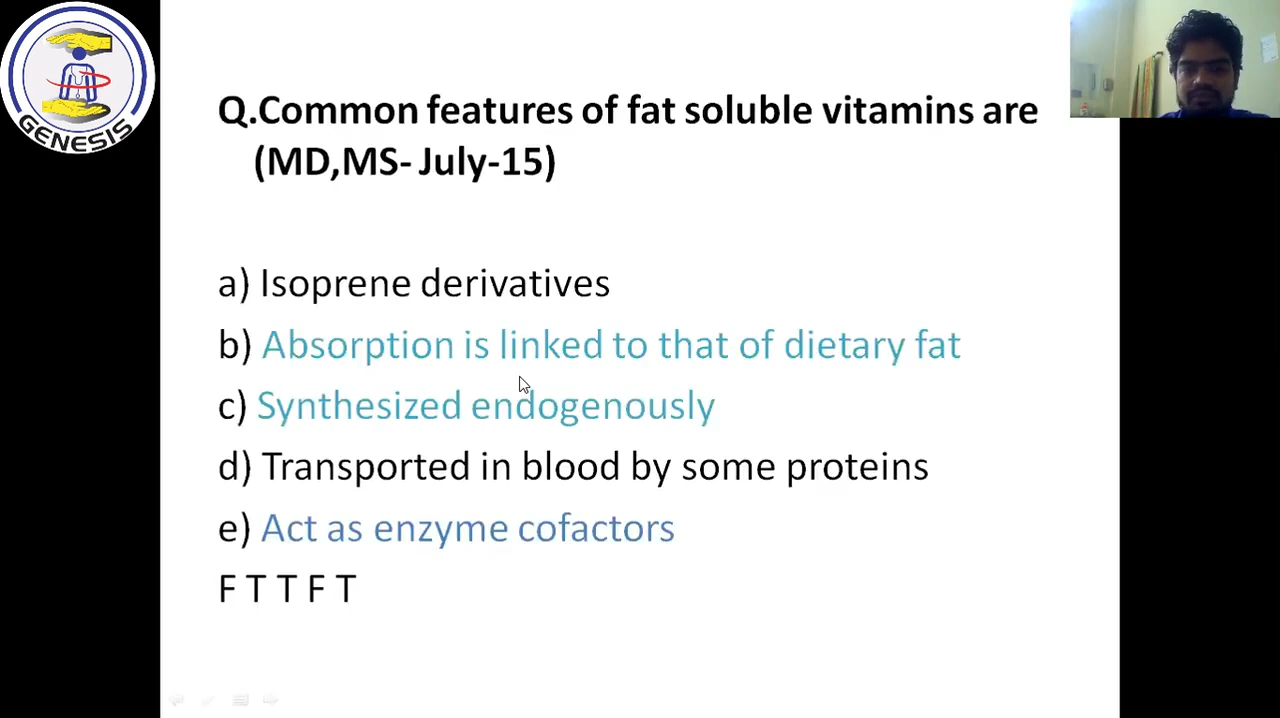 GENESIS
Q.Common features of fat soluble vitamins are
(MD,MS- July-15)
a) Isoprene derivatives
b) Absorption is linked to that of dietary fat
c) Synthesized endogenously
d) Transported in blood by some proteins
e) Act as enzyme cofactors
F T T F T